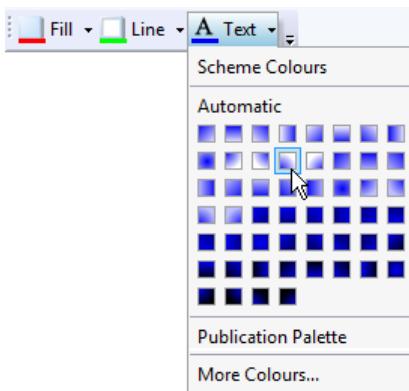 Fill Line A Text
Scheme Colours
Automatic
Publication Palette
More Colours...